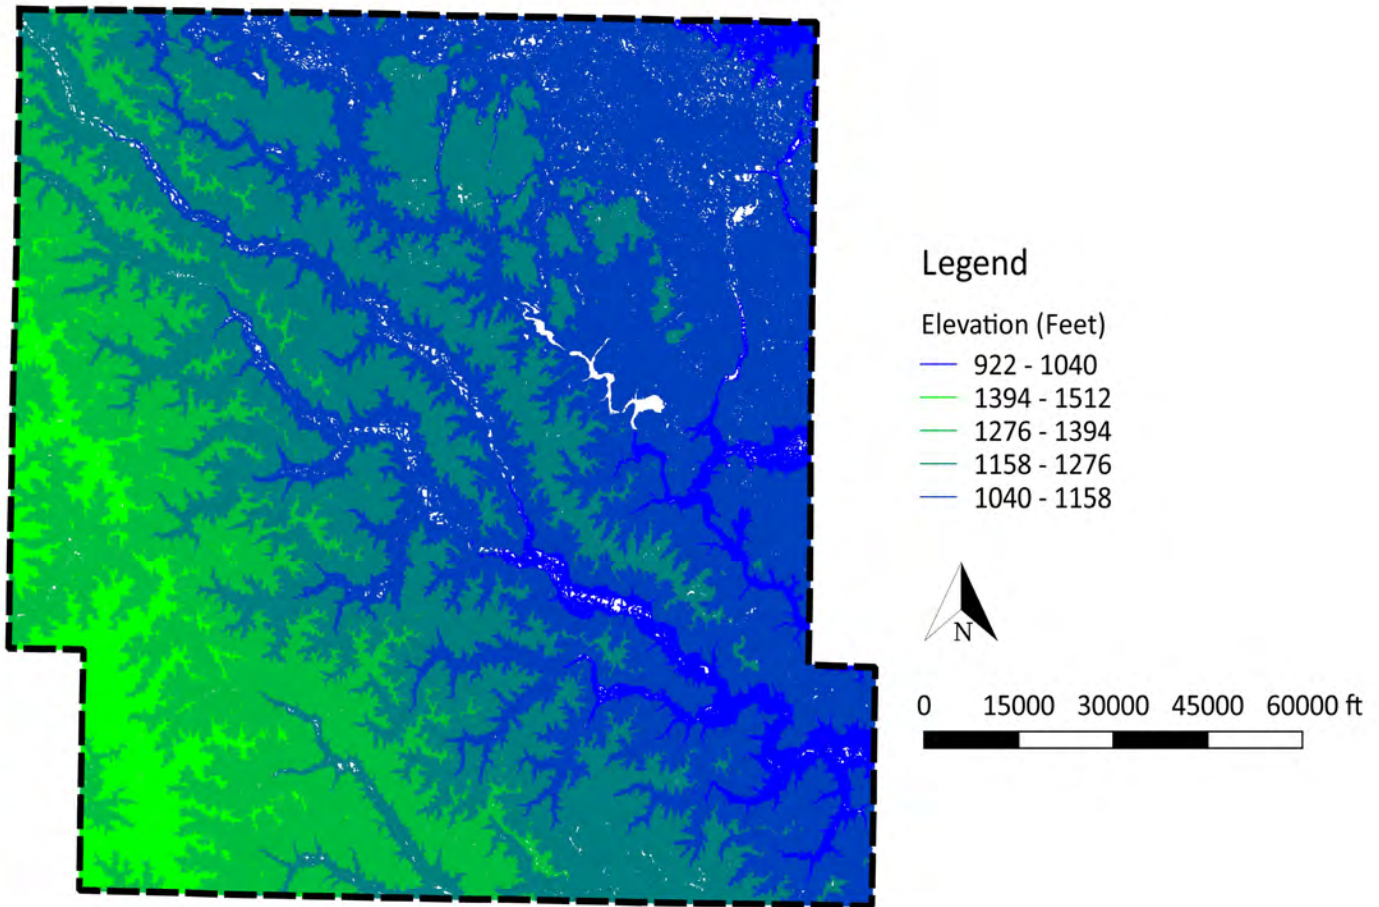 Legend
Elevation (Feet)
922 - 1040
1394 - 1512
1276 - 1394
1158 - 1276
1040 - 1158
N
0 15000 30000 45000 60000 ft